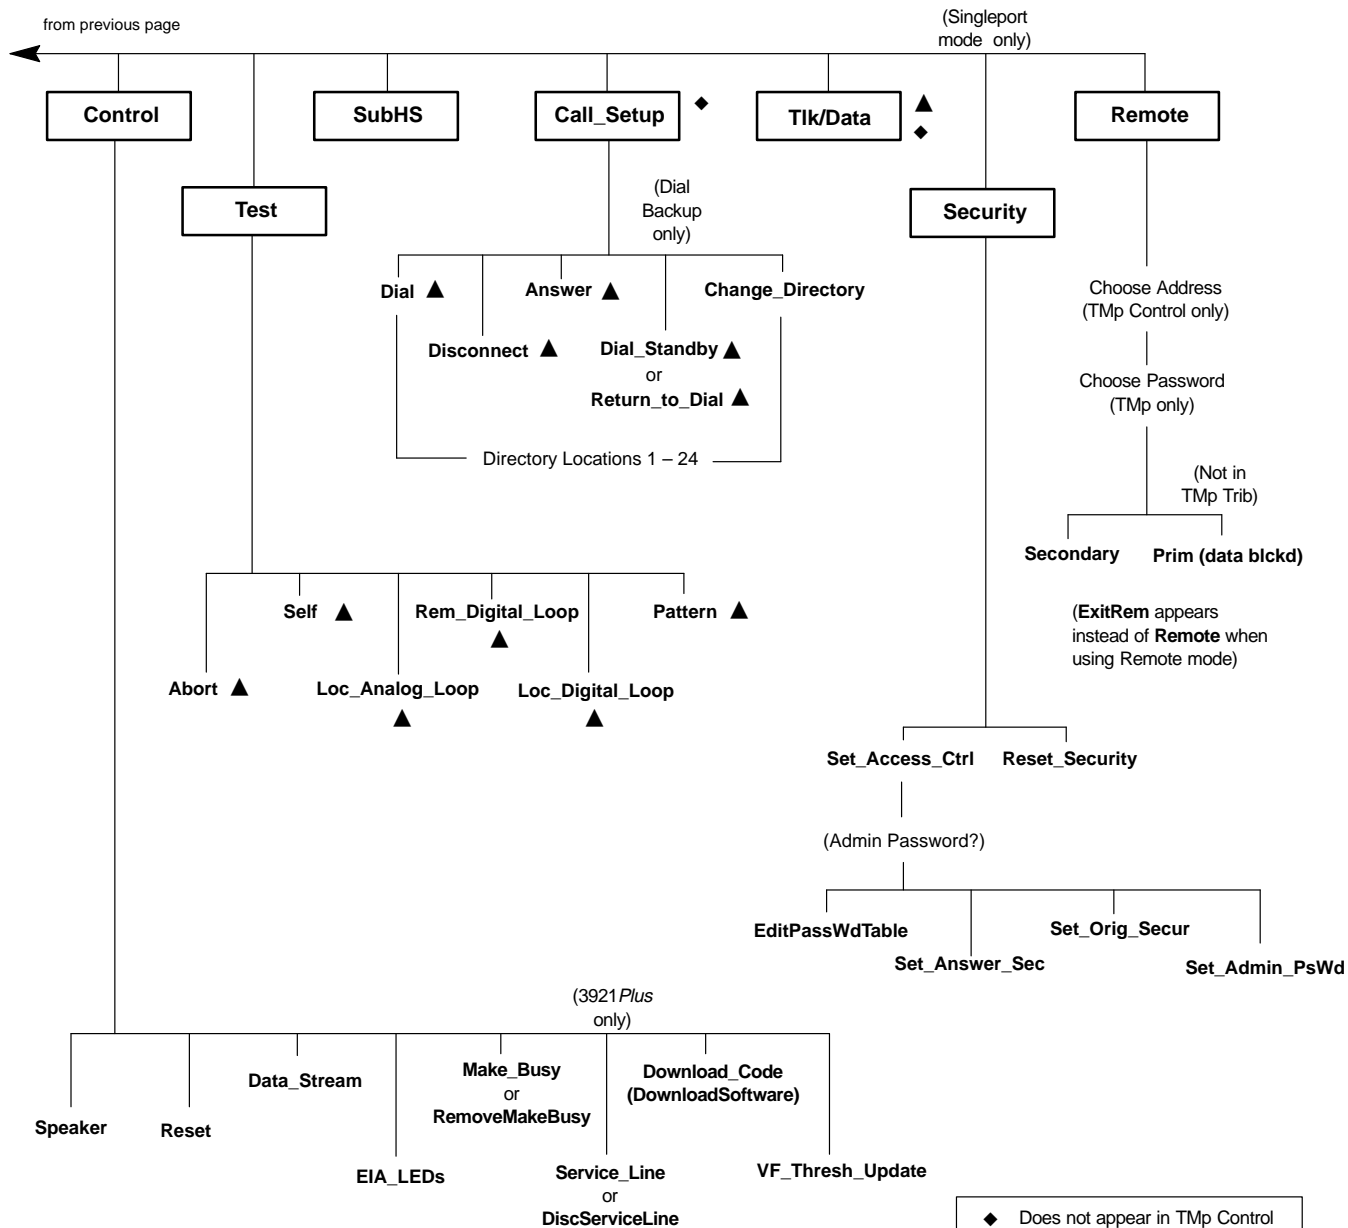 from previous page
(Singleport
mode only)
Control
SubHS
Call_Setup ◆
Tlk/Data ▲
◆
Remote
Test
(Dial
Backup
only)
Security
Dial ▲
Answer ▲
Change_Directory
Disconnect ▲
Dial_Standby ▲
or
Return_to_Dial ▲
Directory Locations 1 – 24
Choose Address
(TMp Control only)
Choose Password
(TMp only)
(Not in
TMp Trib)
Secondary
Prim (data blckd)
(ExitRem appears
instead of Remote when
using Remote mode)
Self ▲
Rem_Digital_Loop
▲
Pattern ▲
Abort ▲
Loc_Analog_Loop
▲
Loc_Digital_Loop
▲
Set_Access_Ctrl
Reset_Security
(Admin Password?)
EditPassWdTable
Set_Answer_Sec
Set_Orig_Secur
Set_Admin_PsWd
(3921Plus
only)
Speaker
Reset
Data_Stream
EIA_LEDs
Make_Busy
or
RemoveMakeBusy
Service_Line
or
DiscServiceLine
Download_Code
(DownloadSoftware)
VF_Thresh_Update
◆ Does not appear in TMp Control